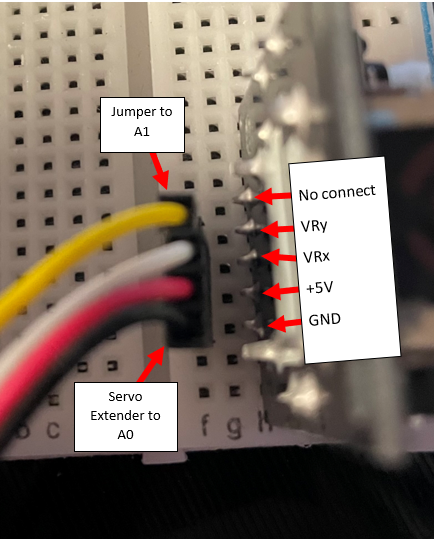 Jumper to
A1
No connect
VRy
VRx
+5V
GND
Servo
Extender to
A0
b c f g H